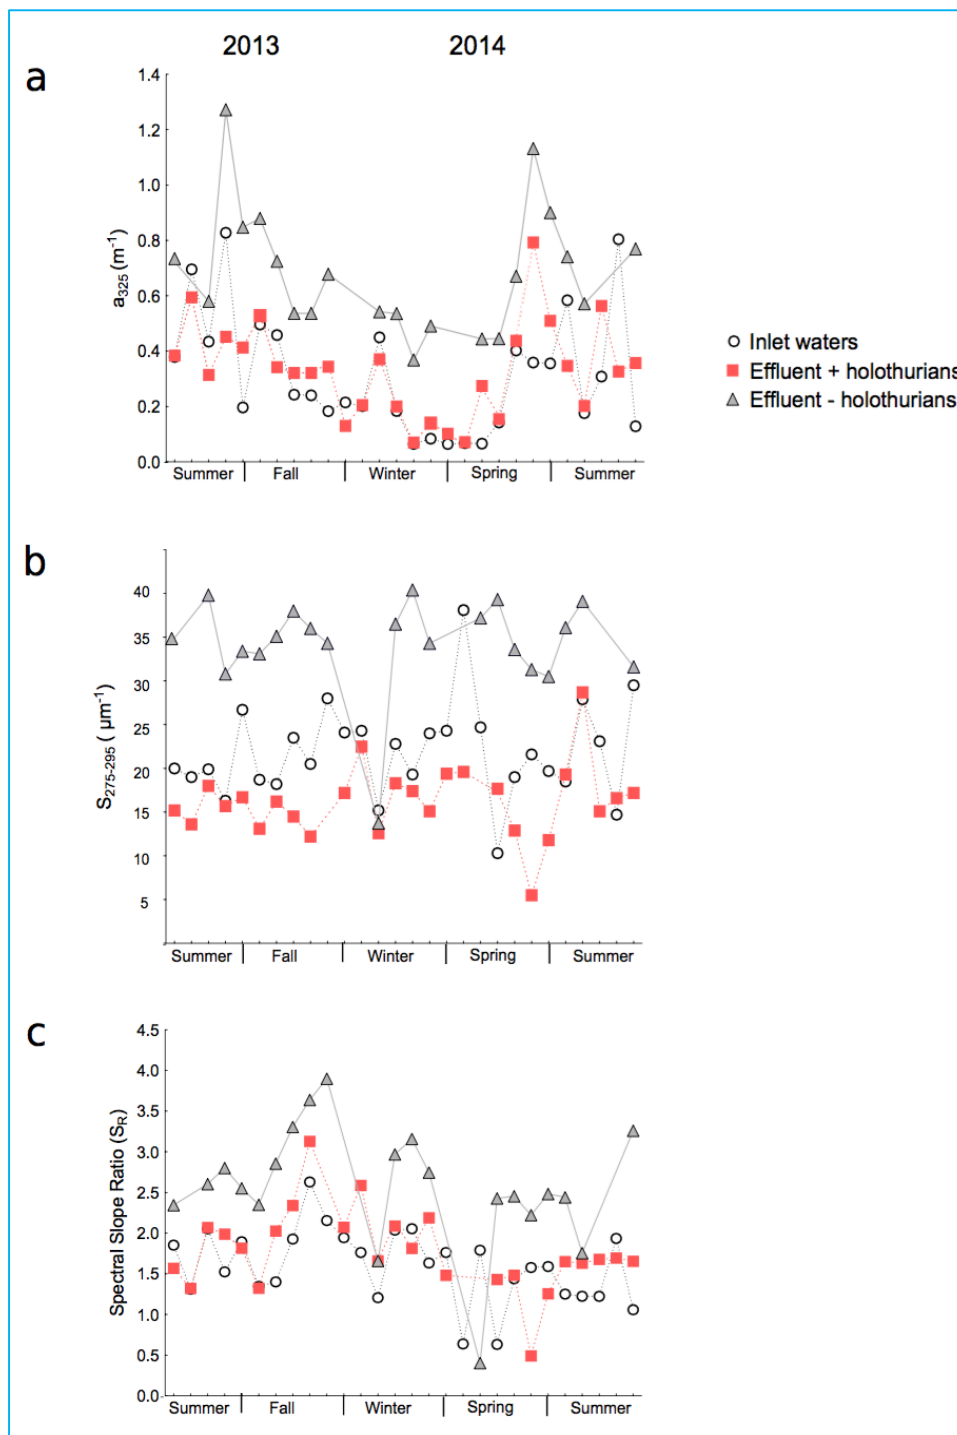 2013 2014
a
1.4
1.2
1.0
0.8
0.6
0.4
0.2
0.0
a325 (m-1)
Summer Fall Winter Spring Summer
Inlet waters
Effluent + holothurians
Effluent - holothurians
b
40
35
30
25
20
15
10
5
S275-295 ( µm-1)
Summer Fall Winter Spring Summer
c
4.5
4.0
3.5
3.0
2.5
2.0
1.5
1.0
0.5
0.0
Spectral Slope Ratio (SR)
Summer Fall Winter Spring Summer